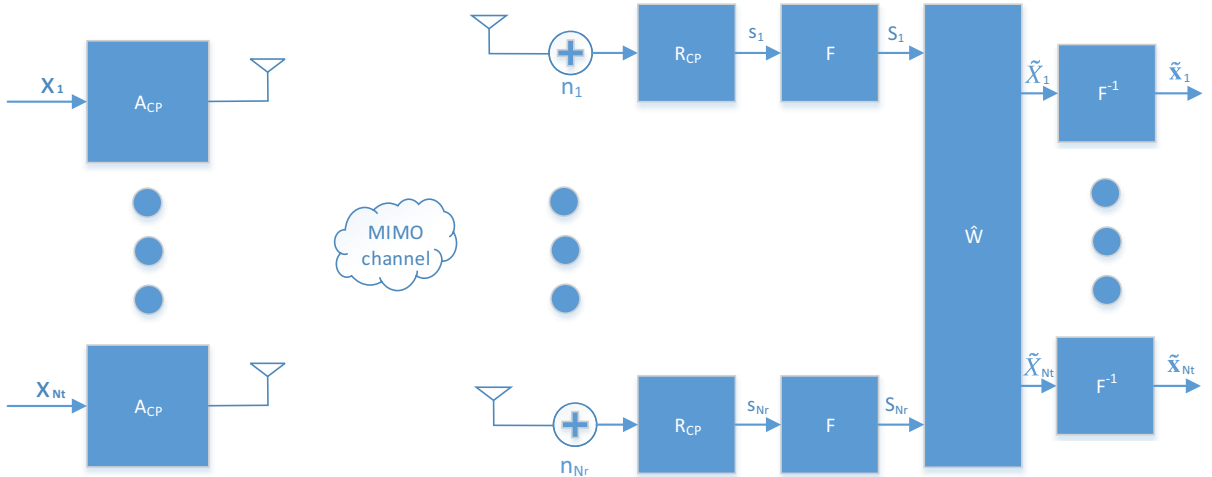 X₁
A_CP
n₁
R_CP
s₁
F
S₁
X̃₁
F⁻¹
x̃₁
MIMO
channel
Ŵ
X_Nt
A_CP
n_Nr
R_CP
s_Nr
F
S_Nr
X̃_Nt
F⁻¹
x̃_Nt